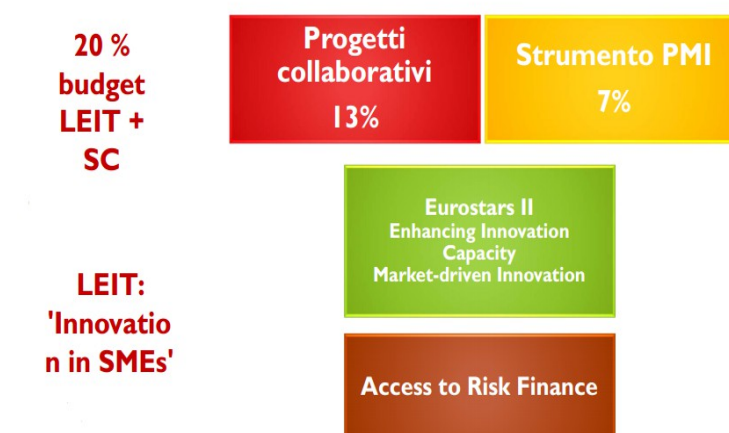 20 %
budget
LEIT +
SC
Progetti
collaborativi
13%
Strumento PMI
7%
Eurostars II
Enhancing Innovation
Capacity
Market-driven Innovation
LEIT:
'Innovatio
n in SMEs'
Access to Risk Finance